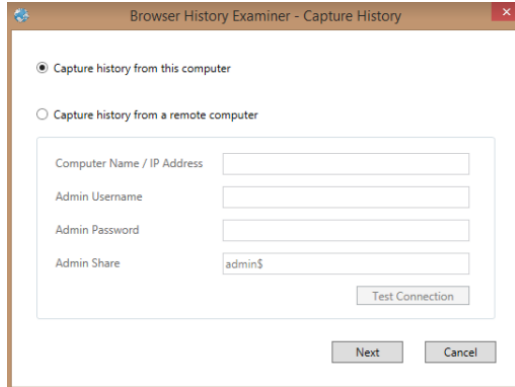 Browser History Examiner - Capture History
Capture history from this computer
Capture history from a remote computer
Computer Name / IP Address
Admin Username
Admin Password
Admin Share admin$
Test Connection
Next Cancel